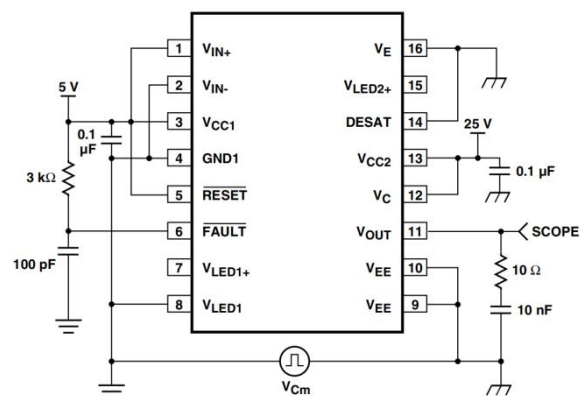 1 V_IN+ V_E 16
2 V_IN- V_LED2+ 15
5 V
3 V_CC1 DESAT 14
0.1 µF
25 V
4 GND1 V_CC2 13
0.1 µF
3 kΩ
5 R̅E̅S̅E̅T̅ V_C 12
6 F̅A̅U̅L̅T̅ V_OUT 11 SCOPE
100 pF
7 V_LED1+ V_EE 10
10 Ω
8 V_LED1 V_EE 9
10 nF
V_Cm